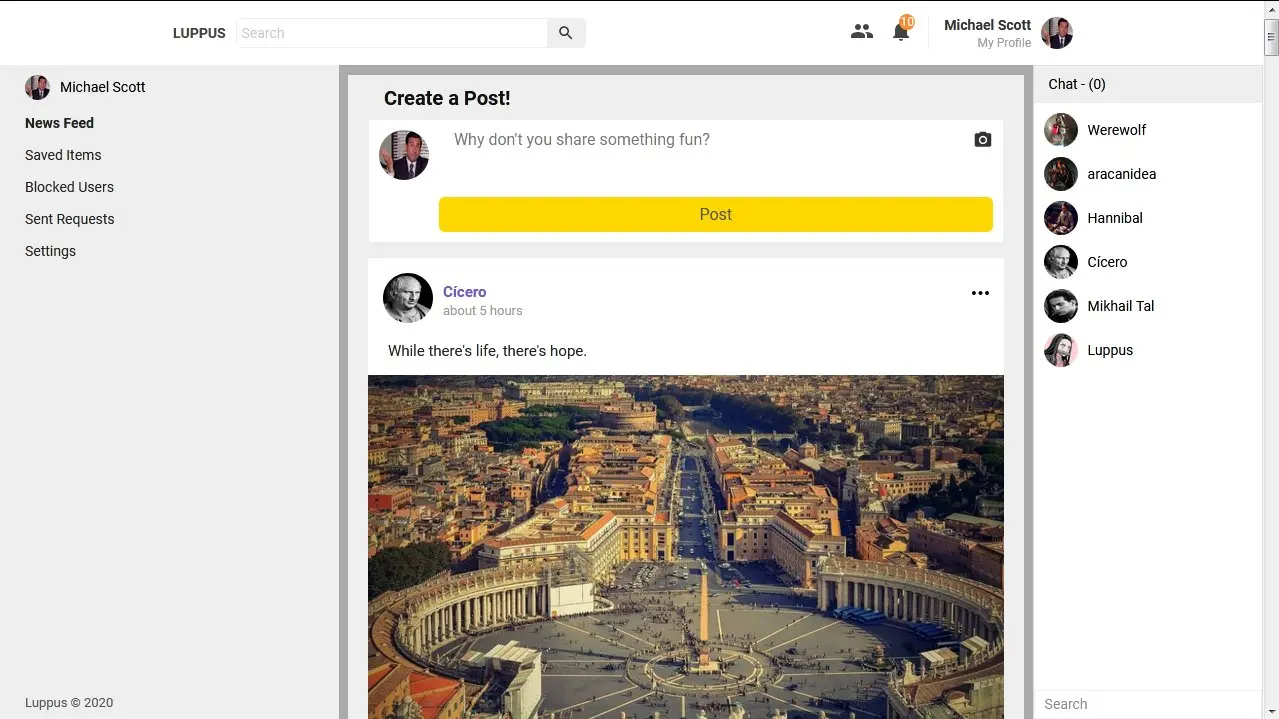 LUPPUS
Search
10
Michael Scott
My Profile
Michael Scott
News Feed
Saved Items
Blocked Users
Sent Requests
Settings
Luppus © 2020
Create a Post!
Why don't you share something fun?
Post
Cícero
about 5 hours
While there's life, there's hope.
Chat - (0)
Werewolf
aracanidea
Hannibal
Cícero
Mikhail Tal
Luppus
Search